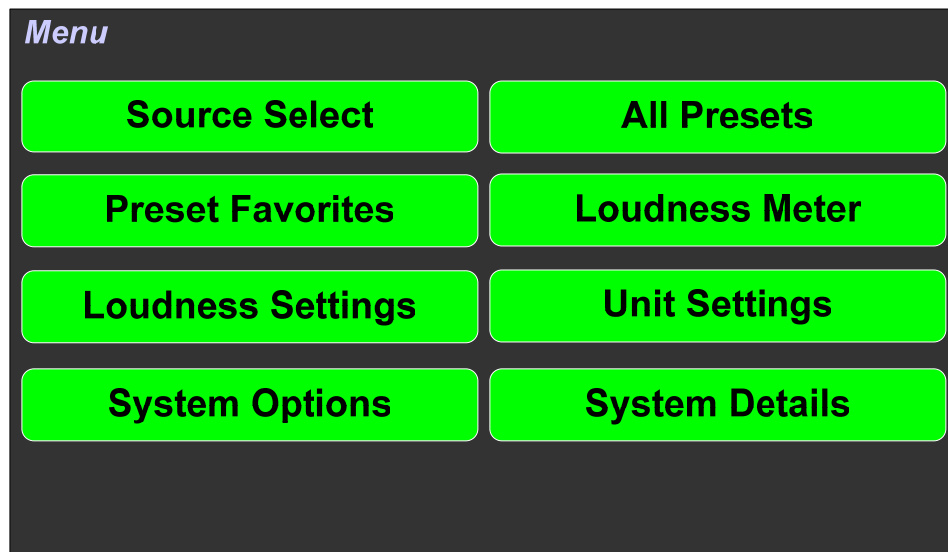 Menu
Source Select
All Presets
Preset Favorites
Loudness Meter
Loudness Settings
Unit Settings
System Options
System Details